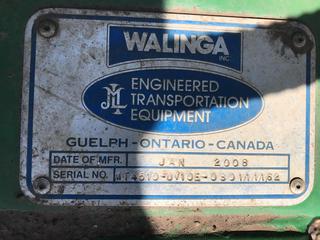 WALINGA
INC.
ENGINEERED
TRANSPORTATION
EQUIPMENT
GUELPH-ONTARIO-CANADA
DATE OF MFR. JAN 2008
SERIAL NO.